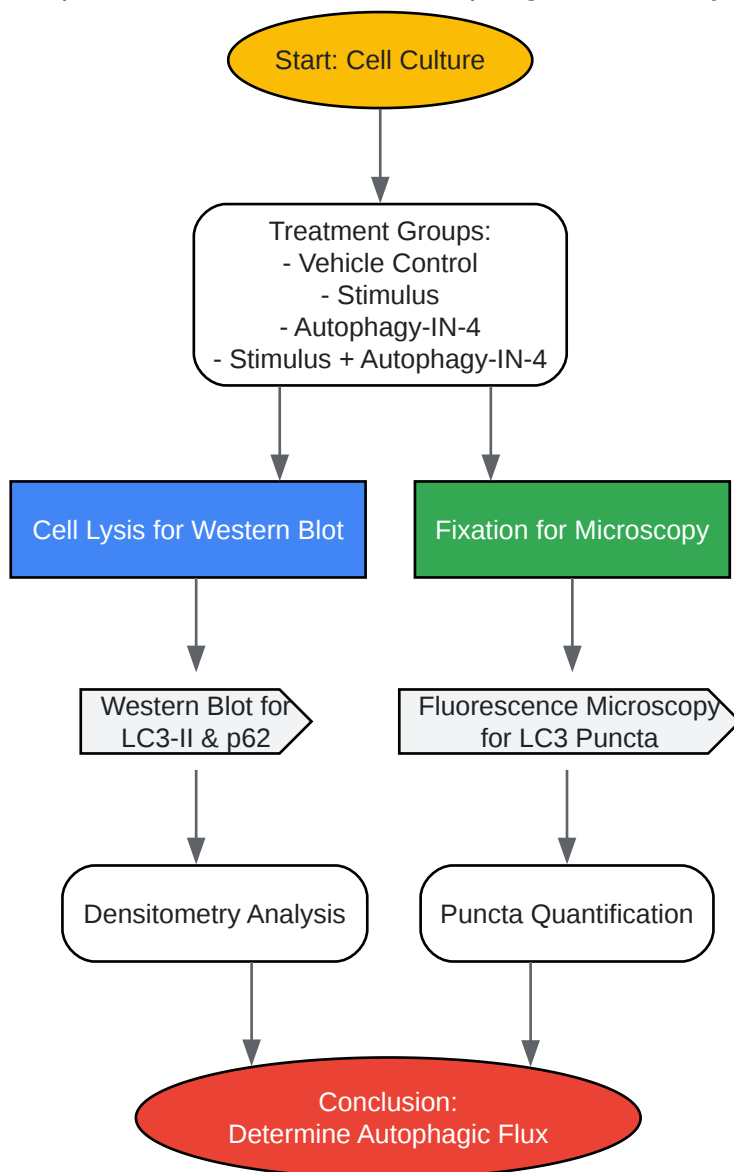 Start: Cell Culture
Treatment Groups:
- Vehicle Control
- Stimulus
- Autophagy-IN-4
- Stimulus + Autophagy-IN-4
Cell Lysis for Western Blot
Fixation for Microscopy
Western Blot for
LC3-II & p62
Fluorescence Microscopy
for LC3 Puncta
Densitometry Analysis
Puncta Quantification
Conclusion:
Determine Autophagic Flux